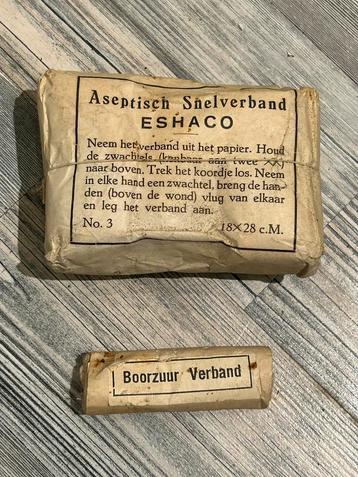 Aseptisch Snelverband
ESHACO
Neem het verband uit het papier. Houd
de zwachtels (kenbaar aan twee XX)
naar boven. Trek het koordje los. Neem
in elke hand een zwachtel, breng de han-
den (boven de wond) vlug van elkaar
en leg het verband aan.
No. 3 18×28 c.M.
Boorzuur Verband